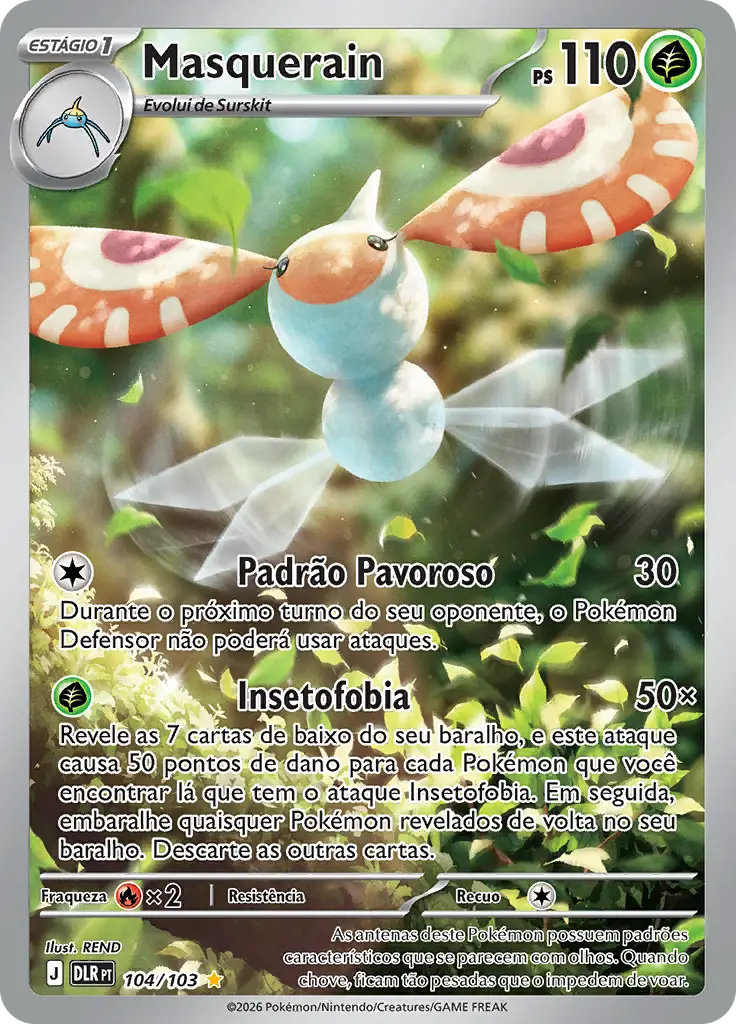 ESTÁGIO 1
Masquerain
PS 110
Evolui de Surskit
Padrão Pavoroso 30
Durante o próximo turno do seu oponente, o Pokémon
Defensor não poderá usar ataques.
Insetofobia 50×
Revele as 7 cartas de baixo do seu baralho, e este ataque
causa 50 pontos de dano para cada Pokémon que você
encontrar lá que tem o ataque Insetofobia. Em seguida,
embaralhe quaisquer Pokémon revelados de volta no seu
baralho. Descarte as outras cartas.
Fraqueza ×2 Resistência Recuo
Ilust. REND
As antenas deste Pokémon possuem padrões
característicos que se parecem com olhos. Quando
chove, ficam tão pesadas que o impedem de voar.
J DLR PT 104/103
©2026 Pokémon/Nintendo/Creatures/GAME FREAK